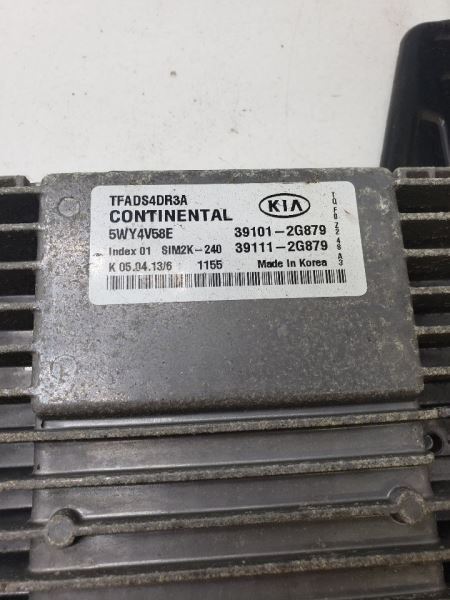 TFADS4DR3A
CONTINENTAL KIA
5WY4V58E 39101-2G879
Index 01 SIM2K-240 39111-2G879
K 05.04.13/6 1155 Made in Korea